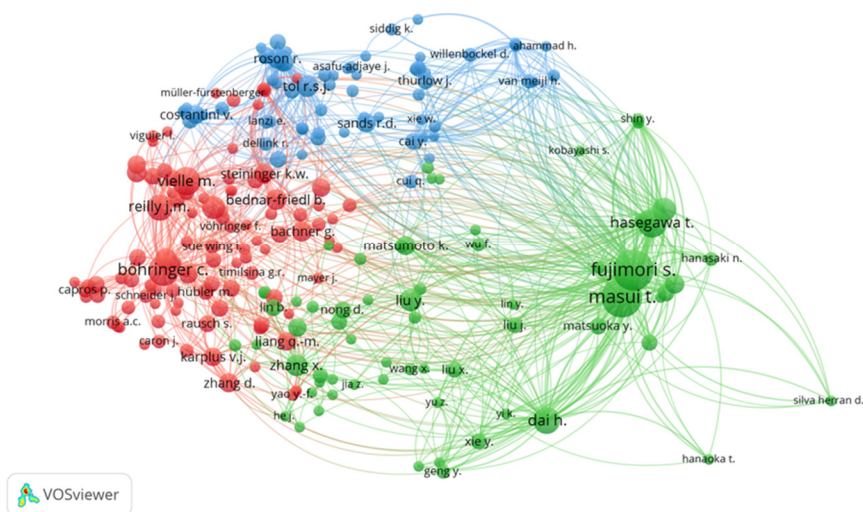 siddig k.
roson r.
asafu-adjaye j.
willenbockel d.
ahammad h.
müller-fürstenberger
tol r.s.j.
thurlow j.
van meijl h.
costantini v.
lanzi e.
sands r.d.
xie w.
shin y.
viguier l.
dellink r.
cai y.
kobayashi s.
vielle m.
steininger k.w.
cui q.
reilly j.m.
bednar-friedl b.
vöhringer f.
bachner g.
hasegawa t.
sue wing i.
matsumoto k.
wu f.
hanasaki n.
böhringer c.
timilsina g.r.
mayer j.
fujimori s.
capros p.
schneider j.
hübler m.
masui t.
lin b.
nong d.
liu y.
lin y.
morris a.c.
rausch s.
liu j.
matsuoka y.
caron j.
liang q.-m.
karplus v.j.
zhang x.
wang x.
liu x.
zhang d.
jia z.
yao y.-f.
yu z.
silva herran d.
he j.
yi k.
dai h.
xie y.
geng y.
hanaoka t.
VOSviewer